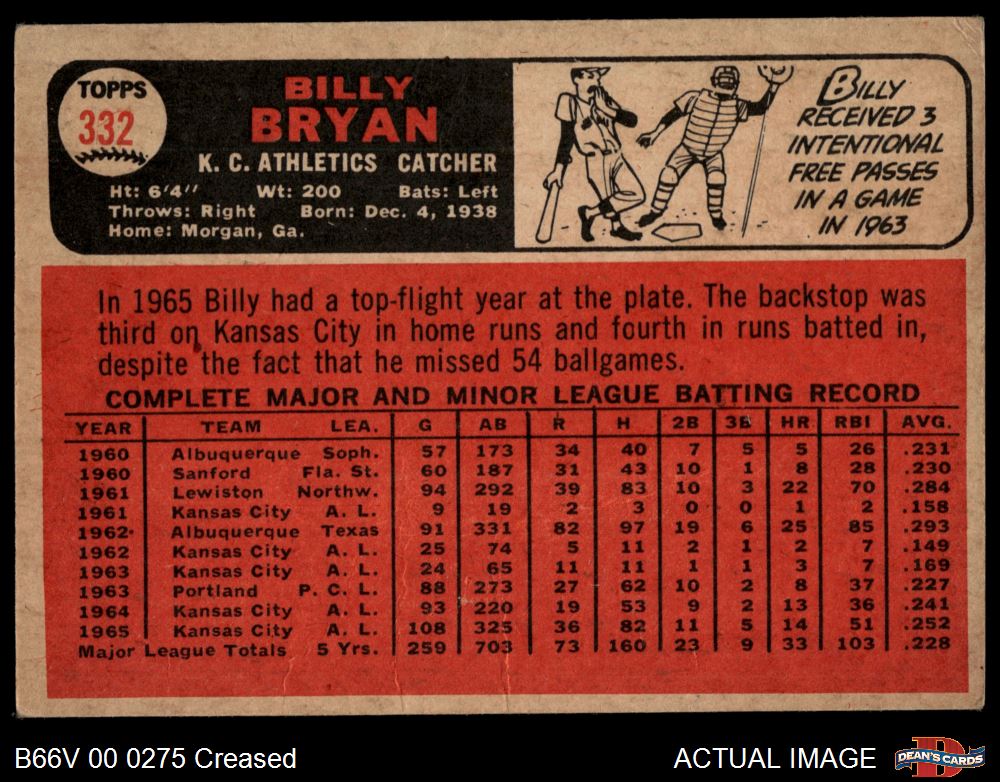 TOPPS
332
BILLY
BRYAN
K. C. ATHLETICS CATCHER
Ht: 6'4" Wt: 200 Bats: Left
Throws: Right Born: Dec. 4, 1938
Home: Morgan, Ga.
BILLY
RECEIVED 3
INTENTIONAL
FREE PASSES
IN A GAME
IN 1963
In 1965 Billy had a top-flight year at the plate. The backstop was
third on Kansas City in home runs and fourth in runs batted in,
despite the fact that he missed 54 ballgames.
COMPLETE MAJOR AND MINOR LEAGUE BATTING RECORD
YEAR TEAM LEA. G AB R H 2B 3B HR RBI AVG.
1960 Albuquerque Soph. 57 173 34 40 7 5 5 26 .231
1960 Sanford Fla. St. 60 187 31 43 10 1 8 28 .230
1961 Lewiston Northw. 94 292 39 83 10 3 22 70 .284
1961 Kansas City A. L. 9 19 2 3 0 0 1 2 .158
1962 Albuquerque Texas 91 331 82 97 19 6 25 85 .293
1962 Kansas City A. L. 25 74 5 11 2 1 2 7 .149
1963 Kansas City A. L. 24 65 11 11 1 1 3 7 .169
1963 Portland P. C. L. 88 273 27 62 10 2 8 37 .227
1964 Kansas City A. L. 93 220 19 53 9 2 13 36 .241
1965 Kansas City A. L. 108 325 36 82 11 5 14 51 .252
Major League Totals 5 Yrs. 259 703 73 160 23 9 33 103 .228
B66V 00 0275 Creased ACTUAL IMAGE
D
DEAN'S CARDS